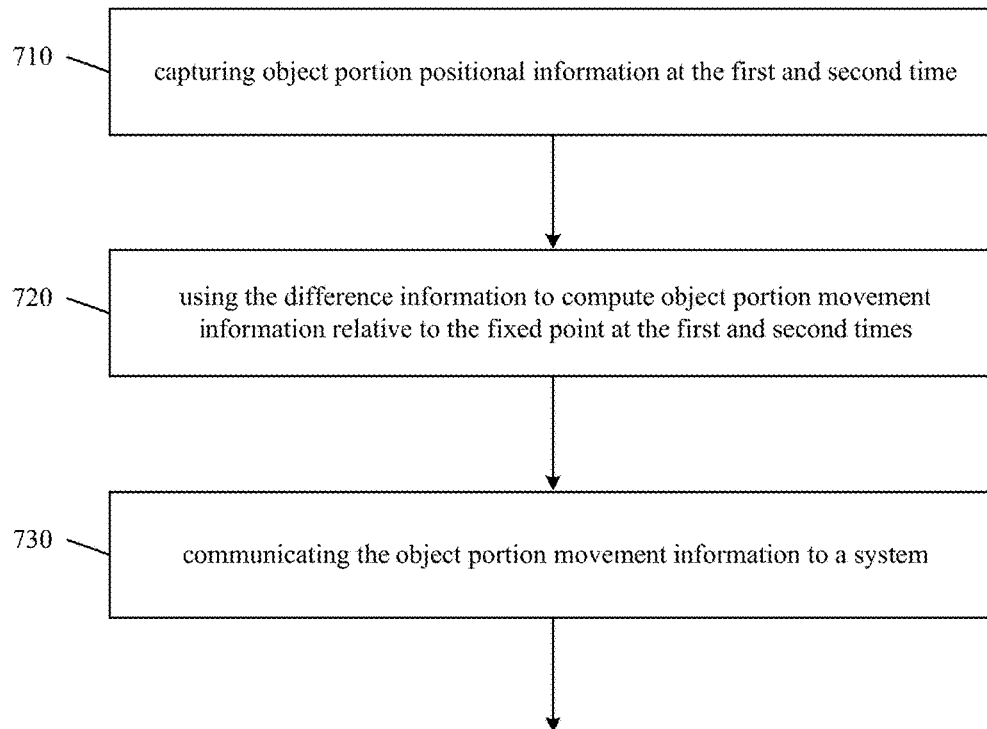 710
capturing object portion positional information at the first and second time
720
using the difference information to compute object portion movement
information relative to the fixed point at the first and second times
730
communicating the object portion movement information to a system